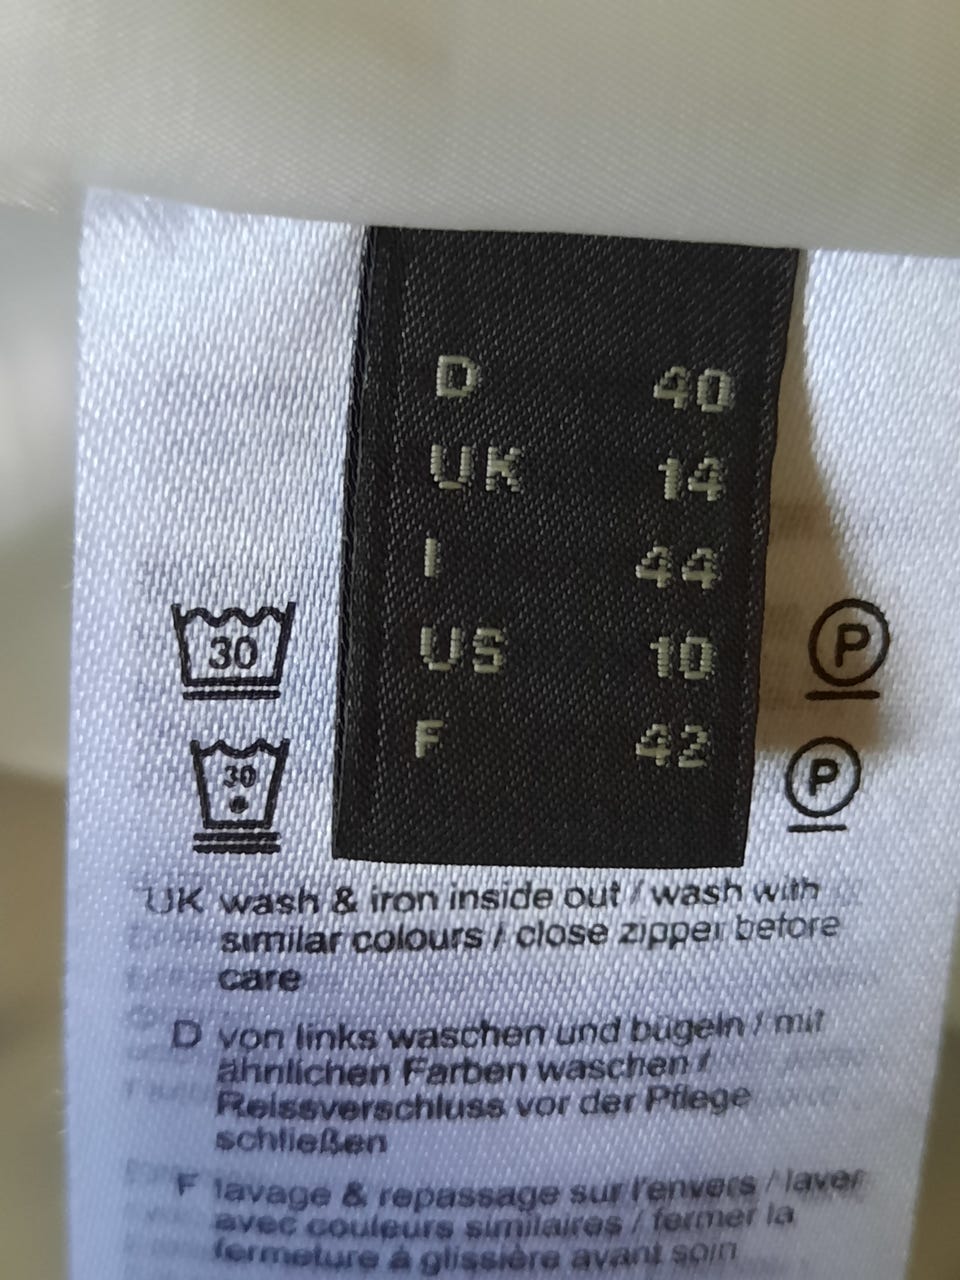 D 40
UK 14
I 44
US 10
F 42
30
P
30
P
UK wash & iron inside out / wash with
similar colours / close zipper before
care
D von links waschen und bügeln / mit
ähnlichen Farben waschen /
Reissverschluss vor der Pflege
schließen
F lavage & repassage sur l'envers / laver
avec couleurs similaires / fermer la
fermeture à glissière avant soin